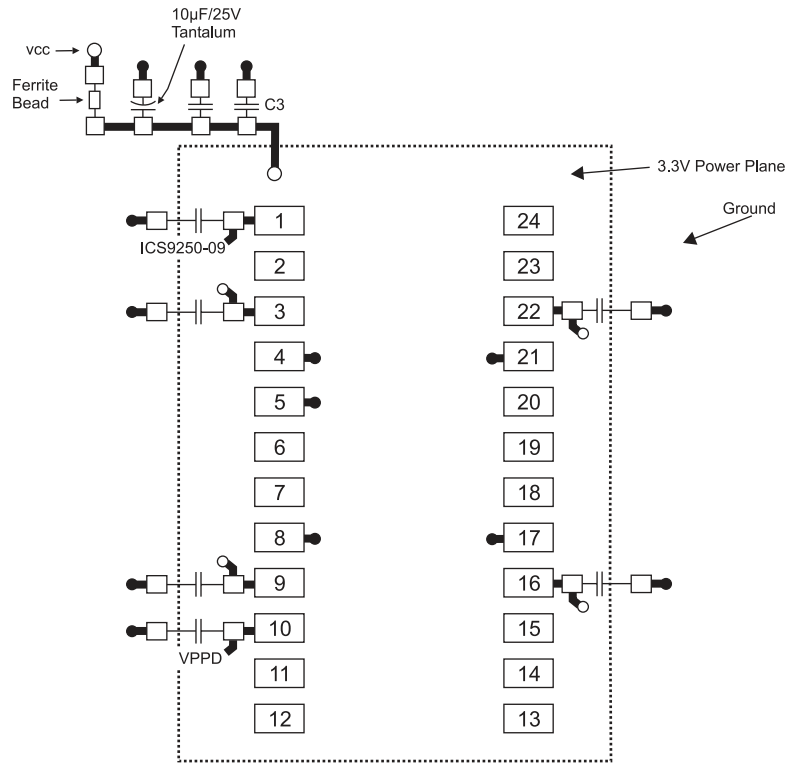 10µF/25V
Tantalum
vcc
Ferrite
Bead
C3
3.3V Power Plane
Ground
1
24
ICS9250-09
2
23
3
22
4
21
5
20
6
19
7
18
8
17
9
16
10
15
VPPD
11
14
12
13